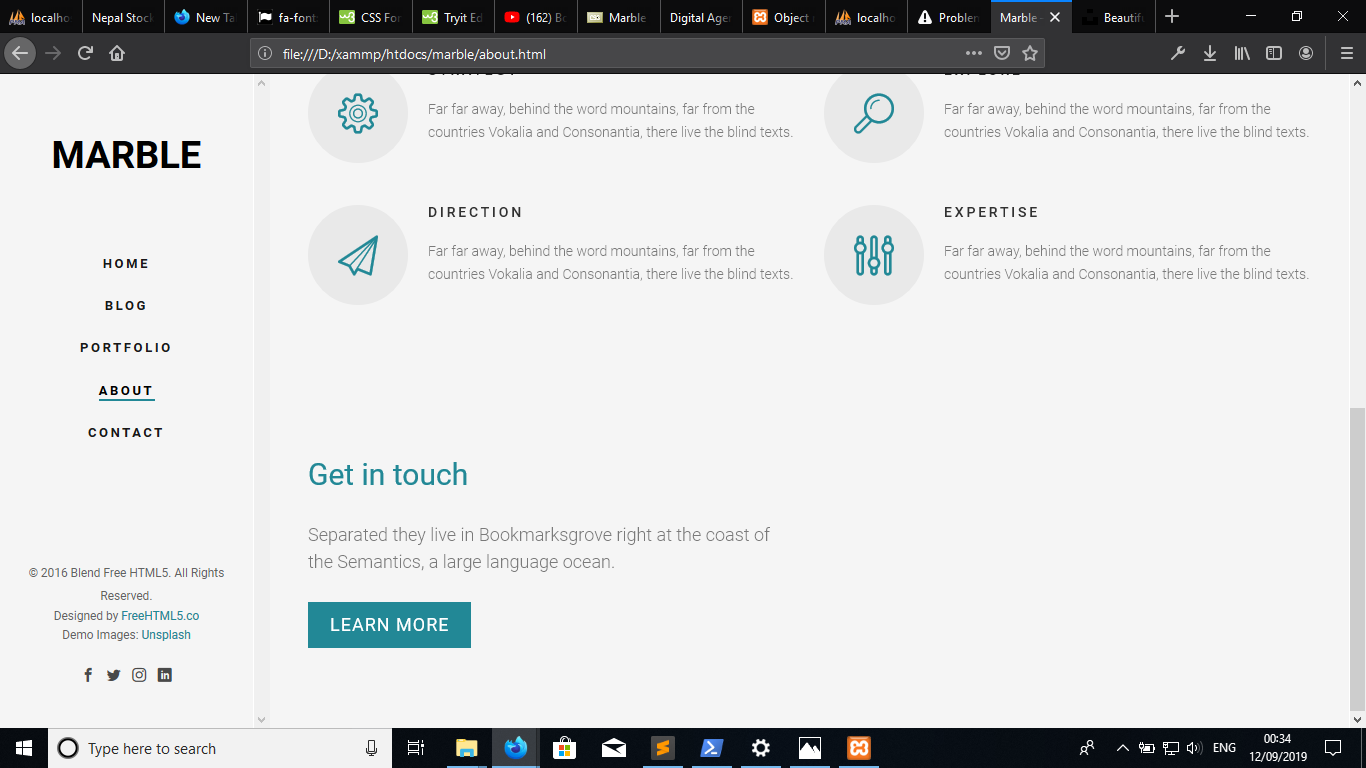 localho
Nepal Stock
New Ta
fa-font
CSS For
Tryit Ed
(162) Bo
Marble
Digital Agen
Object
localho
Problem
Marble
Beautif
file:///D:/xammp/htdocs/marble/about.html
MARBLE
HOME
BLOG
PORTFOLIO
ABOUT
CONTACT
© 2016 Blend Free HTML5. All Rights
Reserved.
Designed by FreeHTML5.co
Demo Images: Unsplash
STRATEGY
Far far away, behind the word mountains, far from the
countries Vokalia and Consonantia, there live the blind texts.
EXPLORE
Far far away, behind the word mountains, far from the
countries Vokalia and Consonantia, there live the blind texts.
DIRECTION
Far far away, behind the word mountains, far from the
countries Vokalia and Consonantia, there live the blind texts.
EXPERTISE
Far far away, behind the word mountains, far from the
countries Vokalia and Consonantia, there live the blind texts.
Get in touch
Separated they live in Bookmarksgrove right at the coast of
the Semantics, a large language ocean.
LEARN MORE
Type here to search
ENG
00:34
12/09/2019